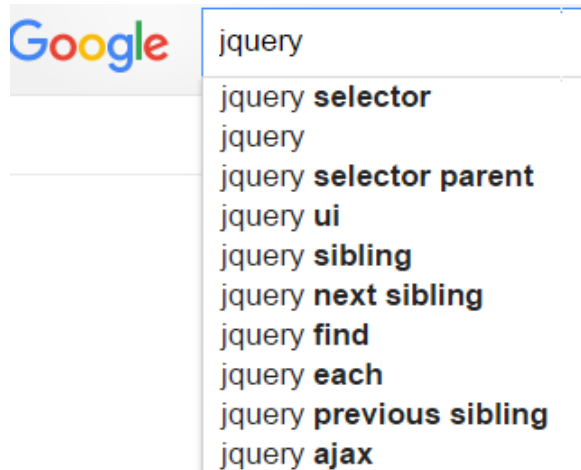 Google jquery
jquery selector
jquery
jquery selector parent
jquery ui
jquery sibling
jquery next sibling
jquery find
jquery each
jquery previous sibling
jquery ajax